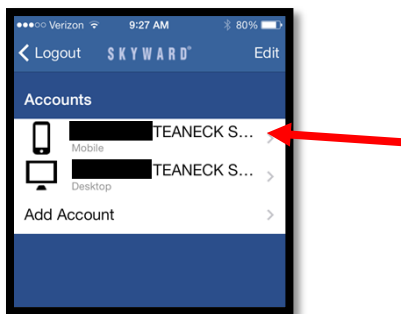 Verizon 9:27 AM 80%
Logout SKYWARD® Edit
Accounts
TEANECK S...
Mobile
TEANECK S...
Desktop
Add Account